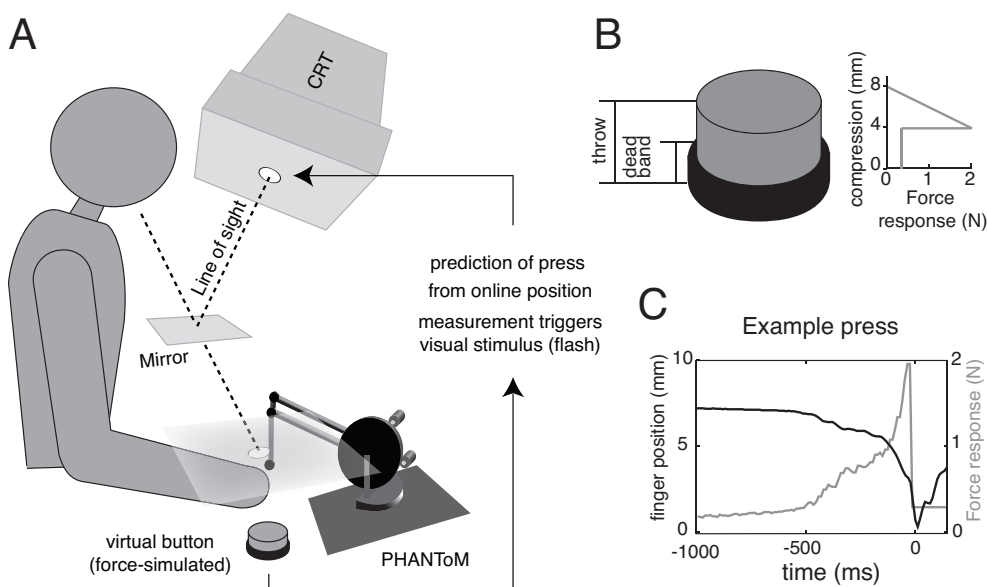 A
CRT
Line of sight
Mirror
prediction of press
from online position
measurement triggers
visual stimulus (flash)
virtual button
(force-simulated)
PHANToM
B
throw
dead
band
compression (mm)
8
4
0
0 1 2
Force
response (N)
C
Example press
finger position (mm)
10
5
0
-1000 -500 0
time (ms)
2
1
0
Force response (N)